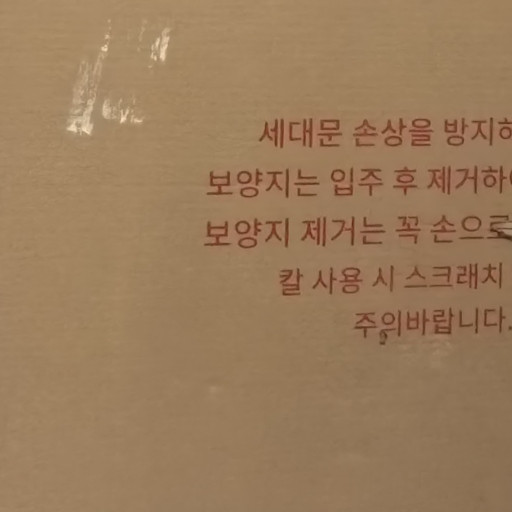 세대문 손상을 방지하
보양지는 입주 후 제거하
보양지 제거는 꼭 손으로
칼 사용 시 스크래치
주의바랍니다.